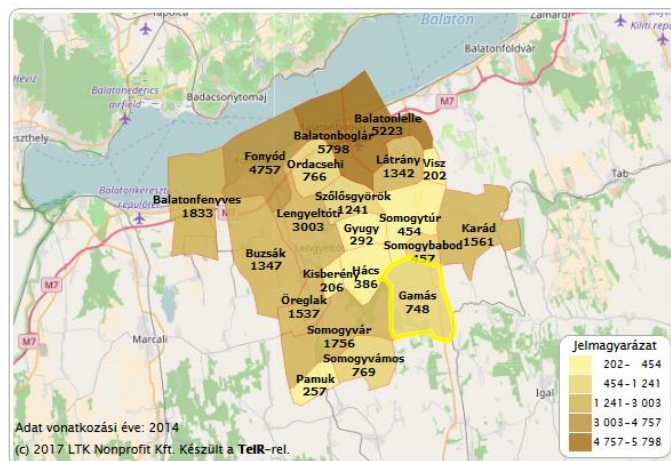 Tapolca
Balaton
Zamárdi
Kiliti repülőtér
Balatonföldvár
Hévíz
Balatonederics
airfield
Badacsonytomaj
M7
Balatonlelle
5223
Balatonboglár
5798
Fonyód
4757
Ordacsehi
766
Látrány
1342
Visz
202
Tab
Balatonfenyves
1833
Szőlősgyörök
1241
Lengyeltóti
3003
Gyugy
292
Somogytúr
454
Karád
1561
Somogybabod
457
Buzsák
1347
Kisberény
206
Hács
386
Gamás
748
Öreglak
1537
M7
Somogyvár
1756
Marcali
Somogyvámos
769
Pamuk
257
Igal
Jelmagyarázat
202- 454
454-1 241
1 241-3 003
3 003-4 757
4 757-5 798
Adat vonatkozási éve: 2014
(c) 2017 LTK Nonprofit Kft. Készült a TeIR-rel.